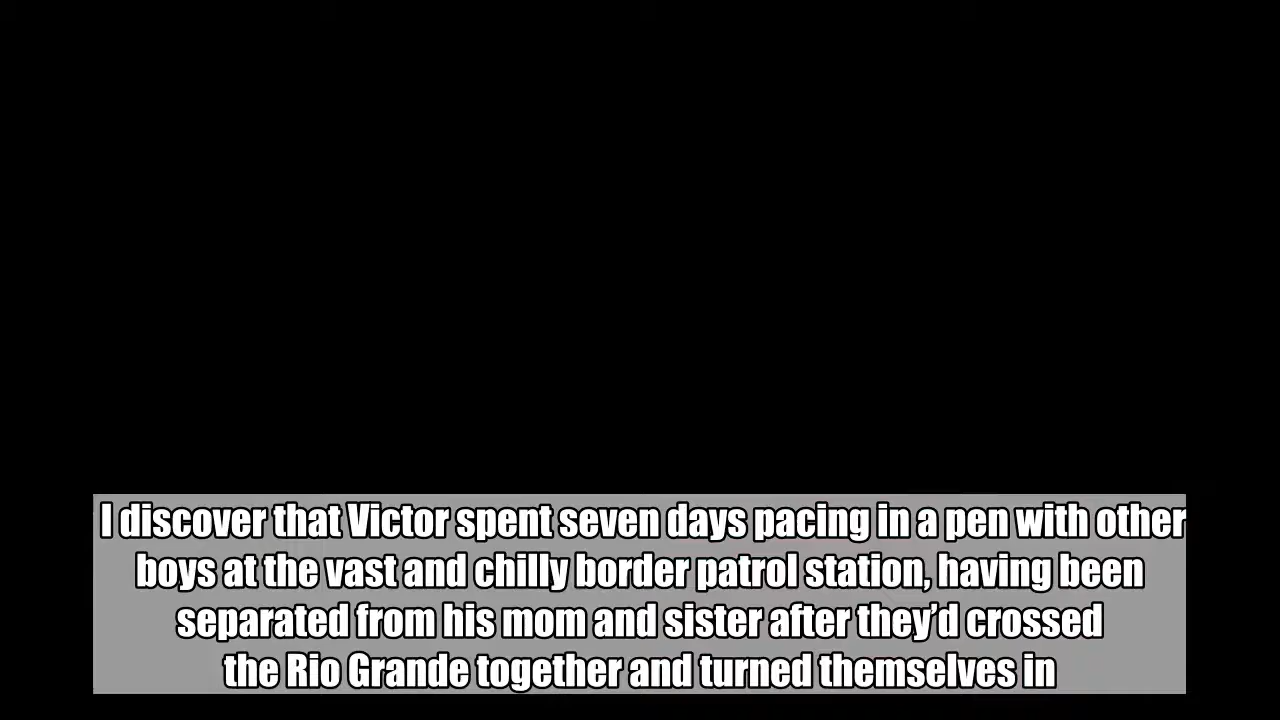 I discover that Victor spent seven days pacing in a pen with other
boys at the vast and chilly border patrol station, having been
separated from his mom and sister after they’d crossed
the Rio Grande together and turned themselves in